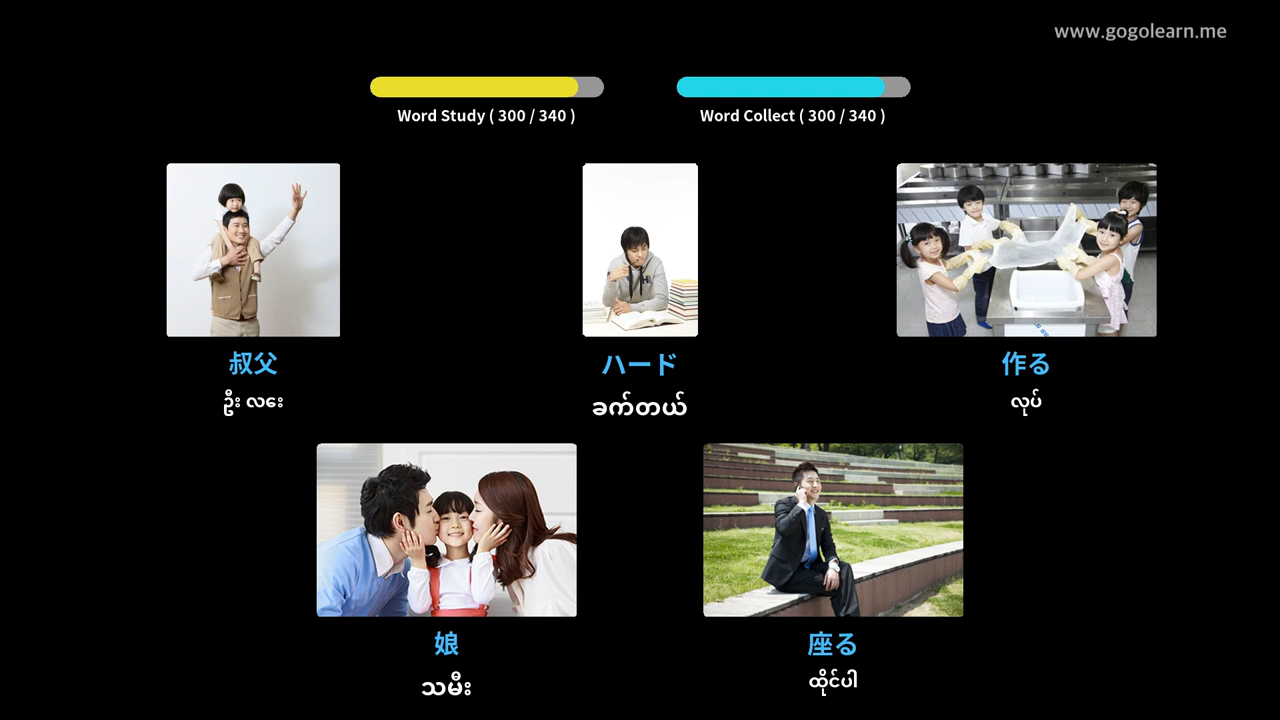 www.gogolearn.me
Word Study ( 300 / 340 )
Word Collect ( 300 / 340 )
叔父
ဦး လေး
ハード
ခက်တယ်
作る
လုပ်
娘
သမီး
座る
ထိုင်ပါ